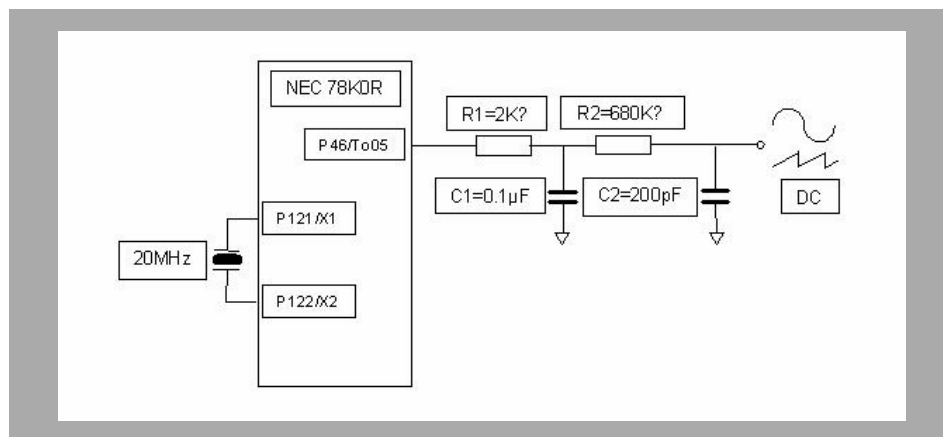 NEC 78K0R
P46/To05
R1=2K?
R2=680K?
C1=0.1µF
C2=200pF
DC
P121/X1
20MHz
P122/X2